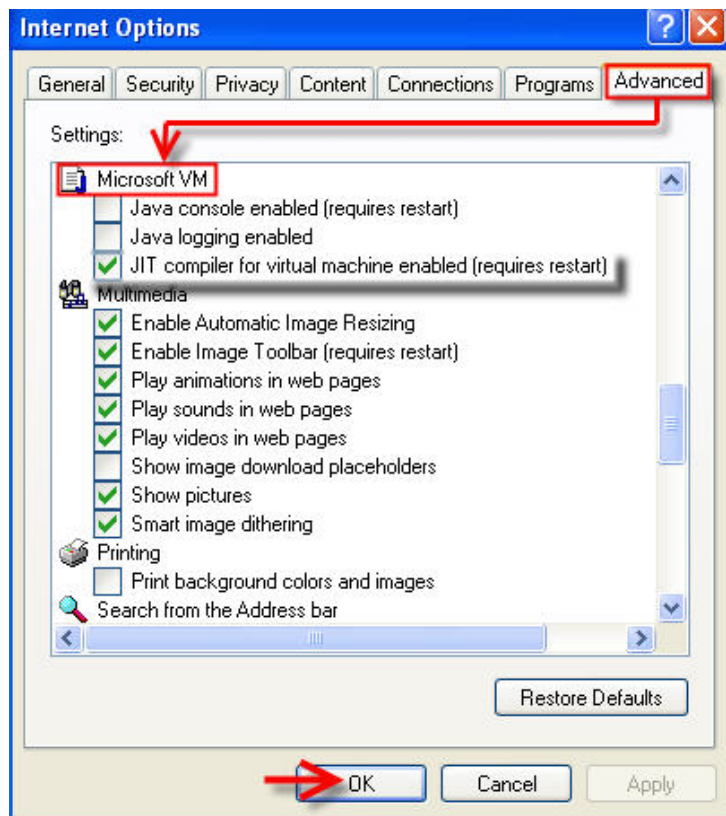 Internet Options
General Security Privacy Content Connections Programs Advanced
Settings:
Microsoft VM
Java console enabled (requires restart)
Java logging enabled
JIT compiler for virtual machine enabled (requires restart)
Multimedia
Enable Automatic Image Resizing
Enable Image Toolbar (requires restart)
Play animations in web pages
Play sounds in web pages
Play videos in web pages
Show image download placeholders
Show pictures
Smart image dithering
Printing
Print background colors and images
Search from the Address bar
Restore Defaults
OK Cancel Apply